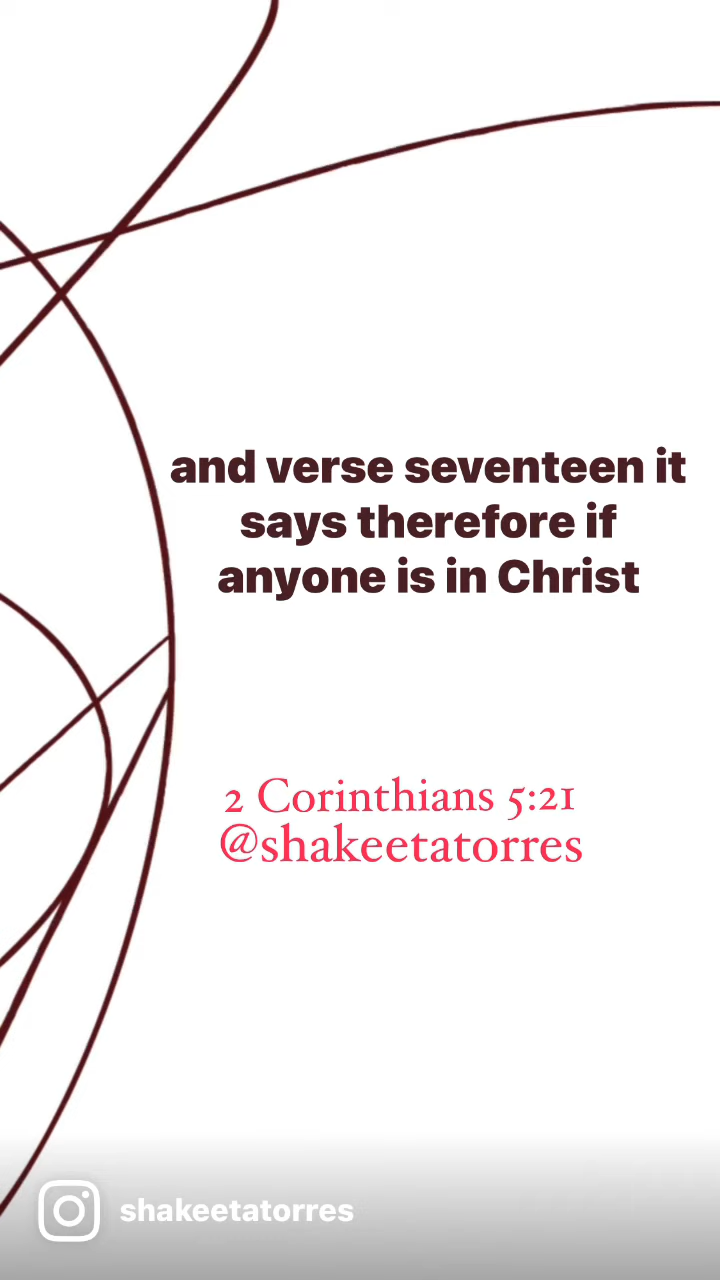 and verse seventeen it
says therefore if
anyone is in Christ
2 Corinthians 5:21
@shakeetatorres
shakeetatorres